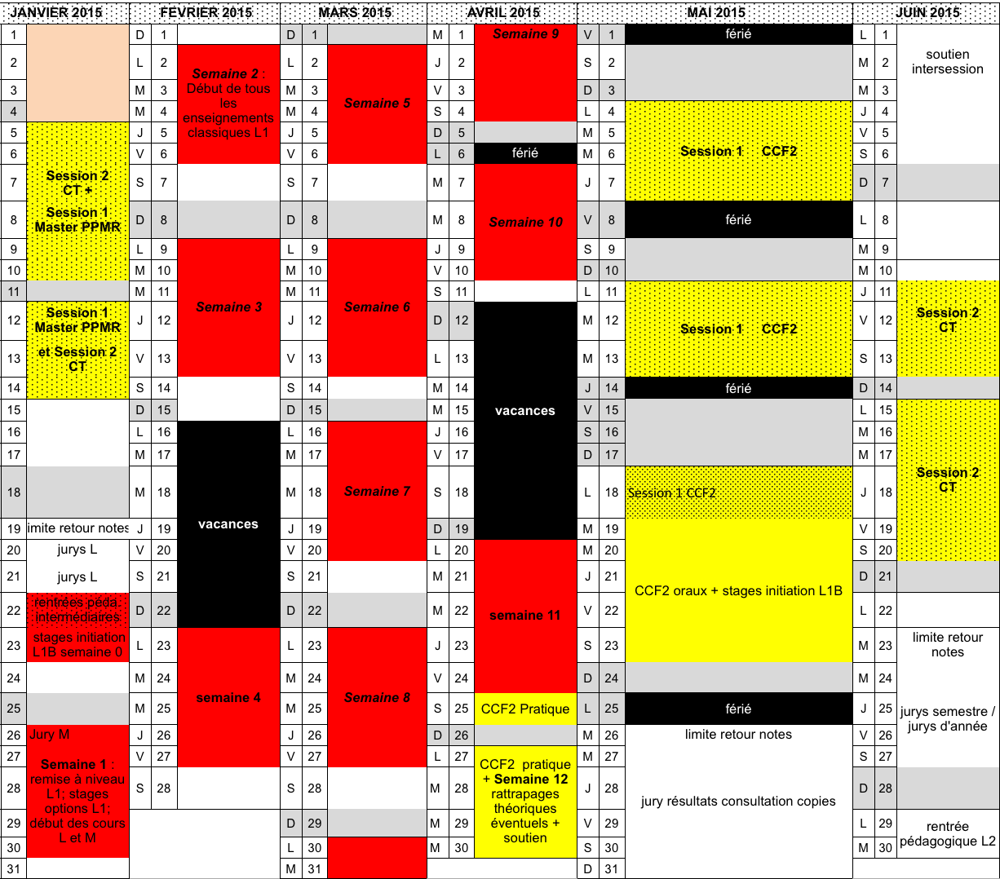 JANVIER 2015
1
2
3
4
5
6
7
Session 2
CT +
8
Session 1
Master PPMR
9
10
11
12
Session 1
Master PPMR
13
et Session 2
CT
14
15
16
17
18
19 imite retour notes
20 jurys L
21 jurys L
22
rentrées péda.
intermédiaires
23
stages initiation
L1B semaine 0
24
25
26 Jury M
27
28
29
30
31
Semaine 1 :
remise à niveau
L1; stages
options L1;
début des cours
L et M
FEVRIER 2015
D 1
L 2
M 3
M 4
J 5
V 6
Semaine 2 :
Début de tous
les
enseignements
classiques L1
S 7
D 8
L 9
M 10
M 11
J 12
V 13
Semaine 3
S 14
D 15
L 16
M 17
M 18
J 19
V 20
S 21
D 22
vacances
L 23
M 24
M 25
J 26
V 27
semaine 4
S 28
MARS 2015
D 1
L 2
M 3
M 4
J 5
V 6
Semaine 5
S 7
D 8
L 9
M 10
M 11
J 12
V 13
Semaine 6
S 14
D 15
L 16
M 17
M 18
J 19
V 20
Semaine 7
S 21
D 22
L 23
M 24
M 25
J 26
V 27
Semaine 8
S 28
D 29
L 30
M 31
AVRIL 2015
M 1
Semaine 9
J 2
V 3
S 4
D 5
L 6 férié
M 7
M 8
J 9
V 10
Semaine 10
S 11
D 12
L 13
M 14
M 15
J 16
V 17
S 18
D 19
vacances
L 20
M 21
M 22
J 23
V 24
semaine 11
S 25 CCF2 Pratique
D 26
L 27
M 28
M 29
M 30
CCF2 pratique
+ Semaine 12
rattrapages
théoriques
éventuels +
soutien
MAI 2015
V 1 férié
S 2
D 3
L 4
M 5
M 6
J 7
Session 1 CCF2
V 8 férié
S 9
D 10
L 11
M 12
M 13
Session 1 CCF2
J 14 férié
V 15
S 16
D 17
L 18 Session 1 CCF2
M 19
M 20
J 21
V 22
S 23
CCF2 oraux + stages initiation L1B
D 24
L 25 férié
M 26 limite retour notes
M 27
J 28
V 29
S 30
D 31
jury résultats consultation copies
JUIN 2015
L 1
M 2
M 3
J 4
V 5
S 6
soutien
intersession
D 7
L 8
M 9
M 10
J 11
V 12
S 13
Session 2
CT
D 14
L 15
M 16
M 17
J 18
V 19
S 20
Session 2
CT
D 21
L 22
M 23
limite retour
notes
M 24
J 25
V 26
S 27
jurys semestre /
jurys d'année
D 28
L 29
M 30
rentrée
pédagogique L2